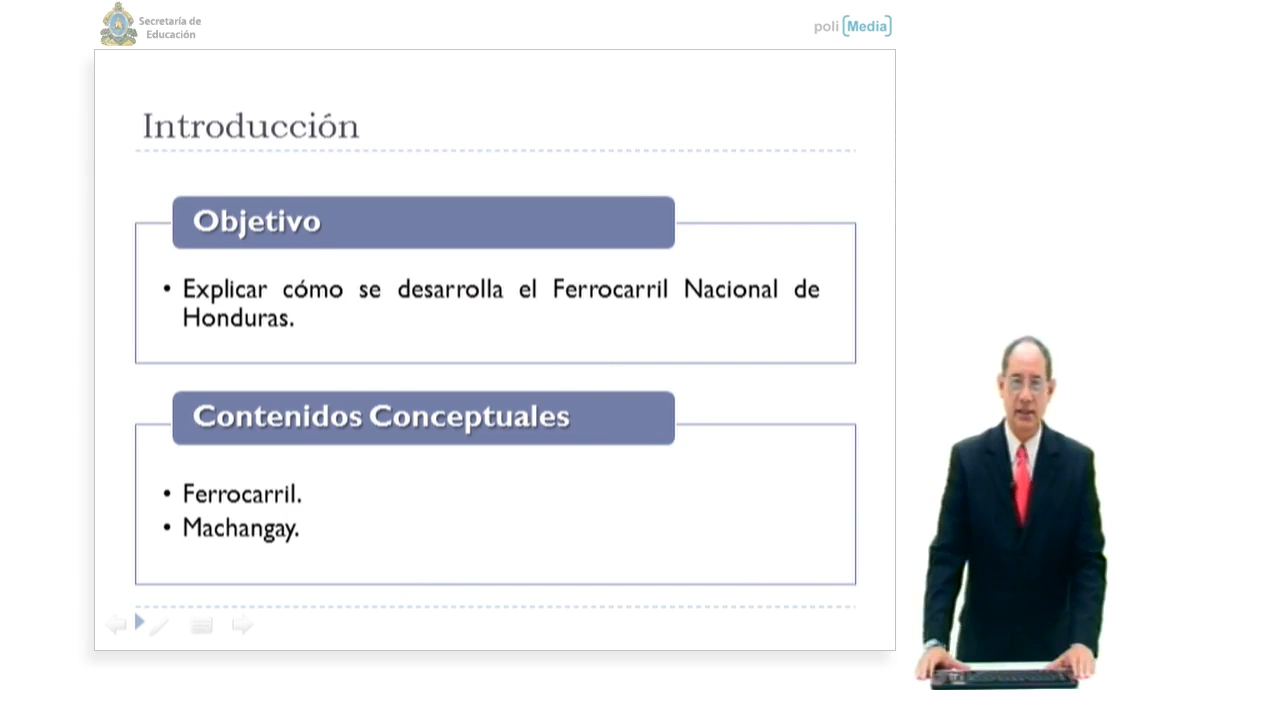 Secretaría de
Educación
poli [Media]
Introducción
Objetivo
• Explicar cómo se desarrolla el Ferrocarril Nacional de
Honduras.
Contenidos Conceptuales
• Ferrocarril.
• Machangay.